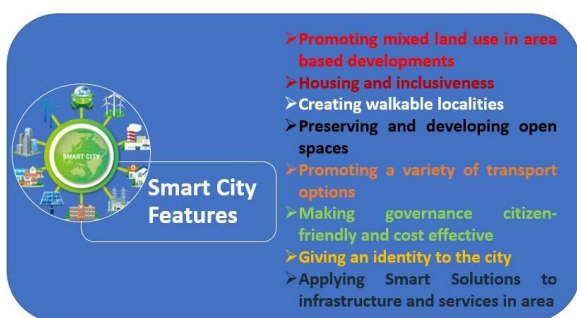 SMART CITY
Smart City
Features
➢Promoting mixed land use in area
based developments
➢Housing and inclusiveness
➢Creating walkable localities
➢Preserving and developing open
spaces
➢Promoting a variety of transport
options
➢Making governance citizen-
friendly and cost effective
➢Giving an identity to the city
➢Applying Smart Solutions to
infrastructure and services in area